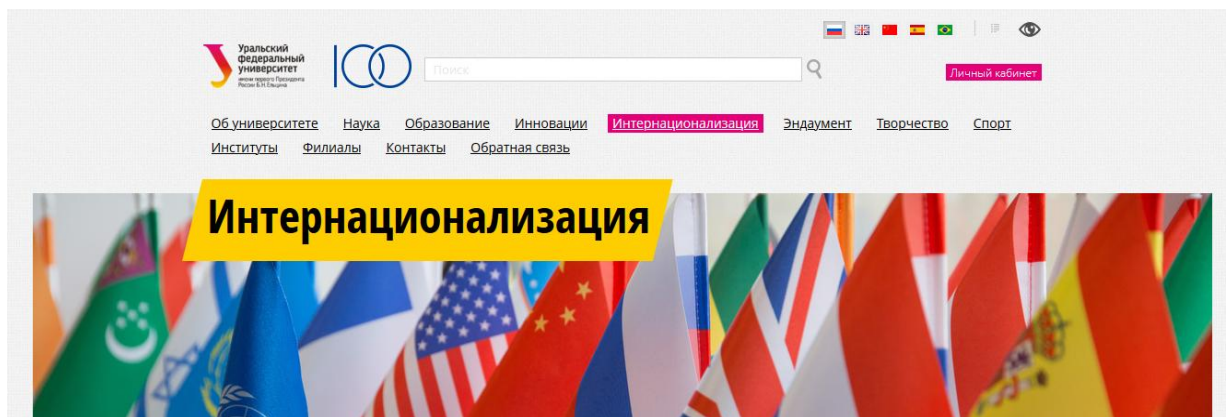 Уральский
федеральный
университет
имени первого Президента
России Б.Н.Ельцина
Поиск
Личный кабинет
Об университете Наука Образование Инновации Интернационализация Эндаумент Творчество Спорт
Институты Филиалы Контакты Обратная связь
Интернационализация